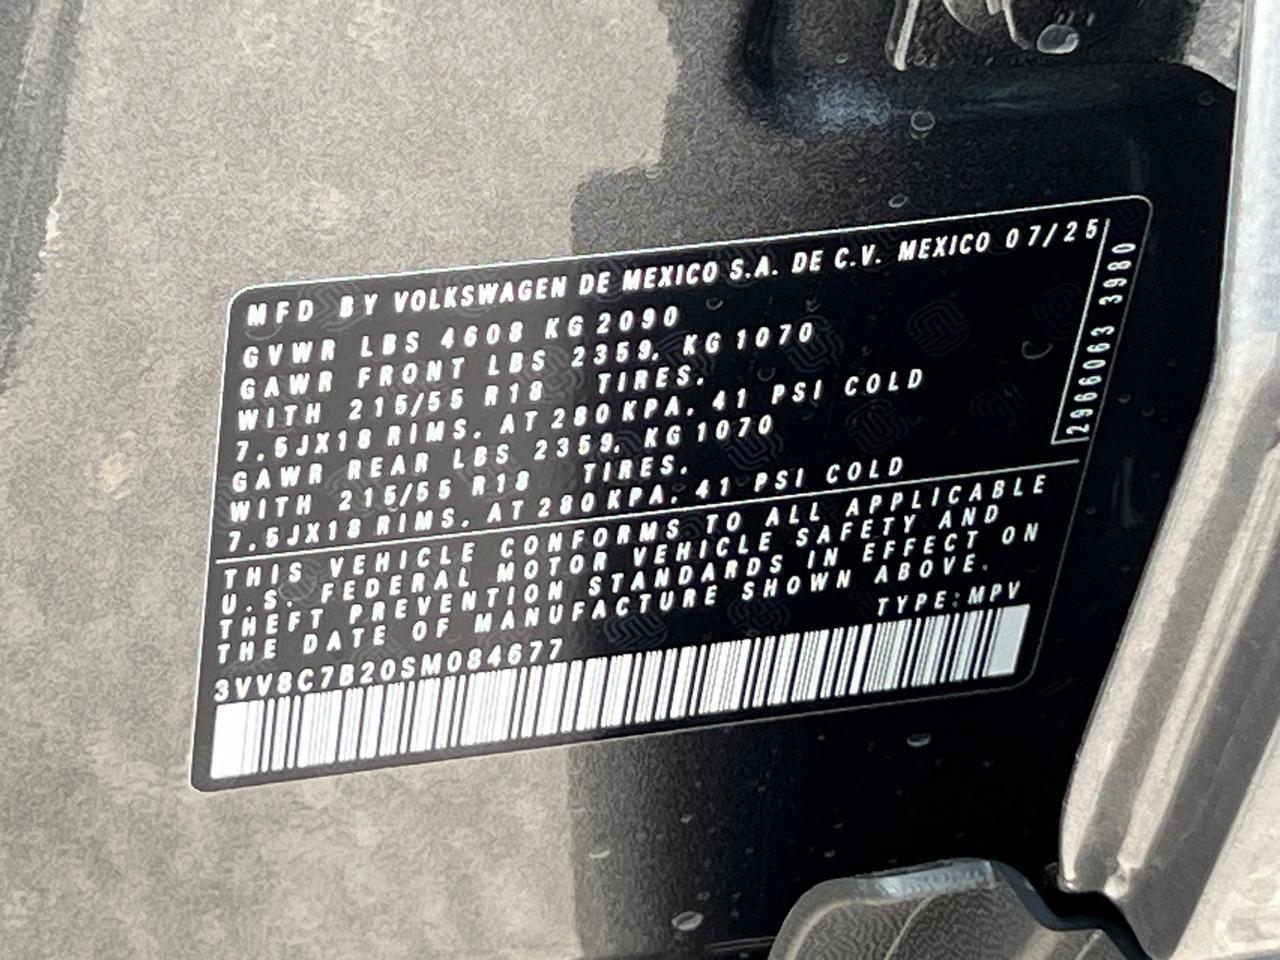 MFD BY VOLKSWAGEN DE MEXICO S.A. DE C.V. MEXICO 07/25
GVWR LBS 4608 KG 2090
GAWR FRONT LBS 2359, KG 1070
WITH 215/55 R18 TIRES.
7.5JX18 RIMS. AT 280 KPA. 41 PSI COLD
GAWR REAR LBS 2359, KG 1070
WITH 215/55 R18 TIRES.
7.5JX18 RIMS. AT 280 KPA. 41 PSI COLD
THIS VEHICLE CONFORMS TO ALL APPLICABLE
U.S. FEDERAL MOTOR VEHICLE SAFETY AND
THEFT PREVENTION STANDARDS IN EFFECT ON
THE DATE OF MANUFACTURE SHOWN ABOVE.
3VV8C7B20SM084677 TYPE:MPV
2966063 3980